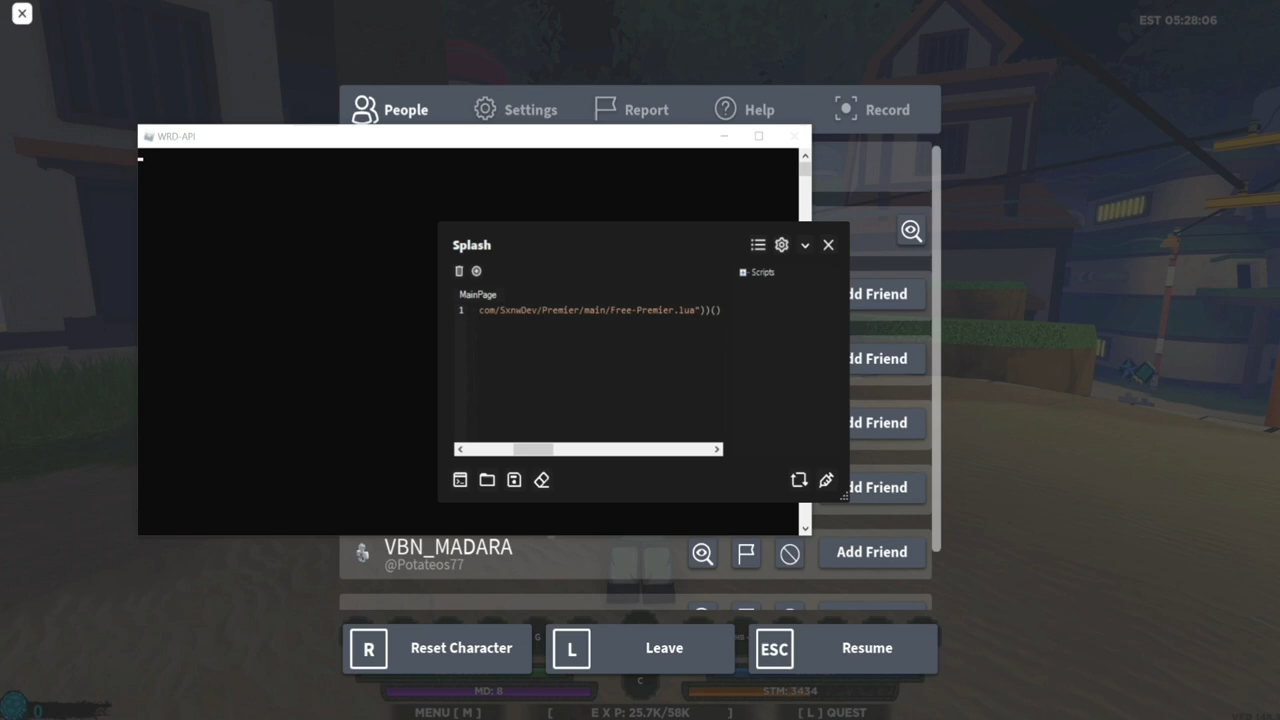 EST 05:28:06
People
Settings
Report
Help
Record
WRD-API
Splash
Scripts
MainPage
1 com/SxnwDev/Premier/main/Free-Premier.lua"))()
dd Friend
dd Friend
dd Friend
dd Friend
VBN_MADARA
@Potateos77
Add Friend
R Reset Character
L Leave
ESC Resume
G
C
MD: 8
STM: 3434
0
MENU [ M ]
[ E X P: 25.7K/58K ]
[ L ] QUEST